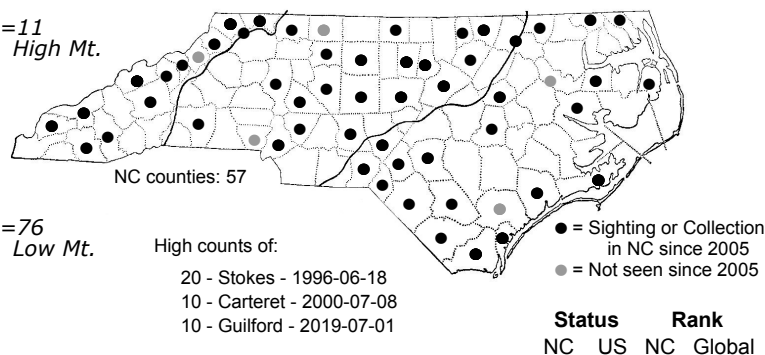 =11
High Mt.
NC counties: 57
=76
Low Mt.
High counts of:
20 - Stokes - 1996-06-18
10 - Carteret - 2000-07-08
10 - Guilford - 2019-07-01
= Sighting or Collection
in NC since 2005
= Not seen since 2005
Status Rank
NC US NC Global